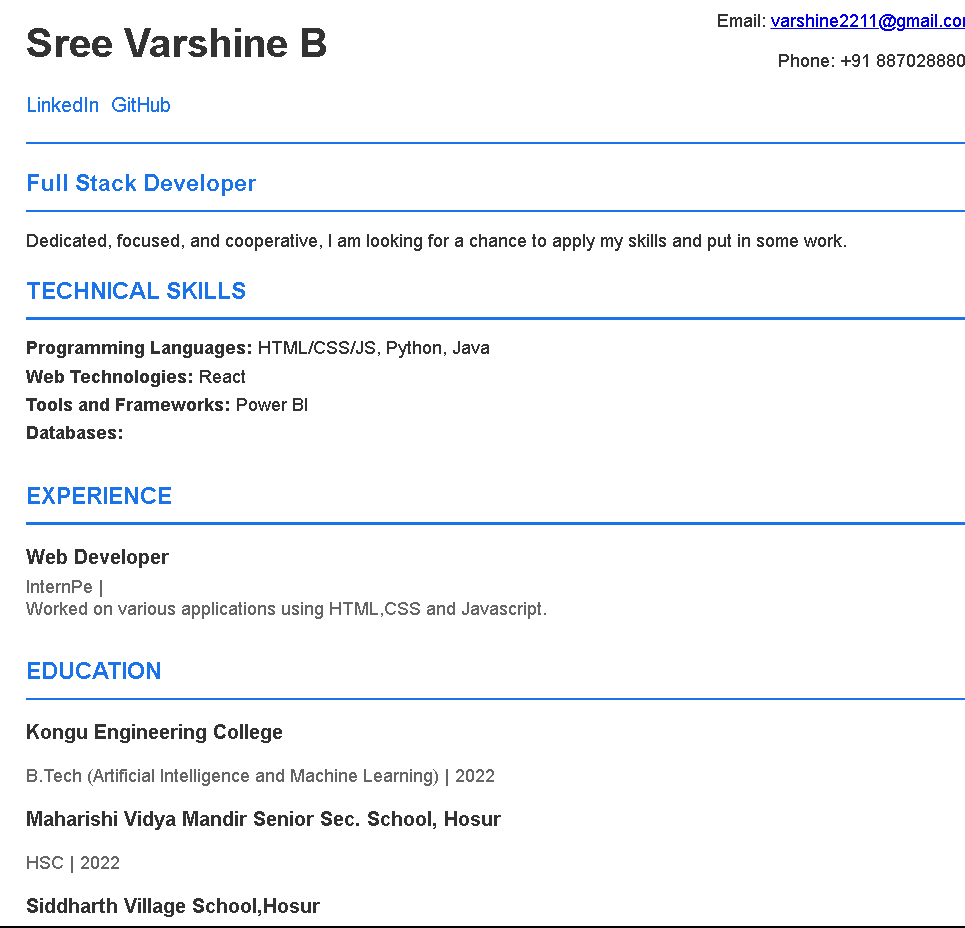 Sree Varshine B
Email: varshine2211@gmail.co
Phone: +91 887028880
LinkedIn GitHub
Full Stack Developer
Dedicated, focused, and cooperative, I am looking for a chance to apply my skills and put in some work.
TECHNICAL SKILLS
Programming Languages: HTML/CSS/JS, Python, Java
Web Technologies: React
Tools and Frameworks: Power BI
Databases:
EXPERIENCE
Web Developer
InternPe |
Worked on various applications using HTML,CSS and Javascript.
EDUCATION
Kongu Engineering College
B.Tech (Artificial Intelligence and Machine Learning) | 2022
Maharishi Vidya Mandir Senior Sec. School, Hosur
HSC | 2022
Siddharth Village School,Hosur